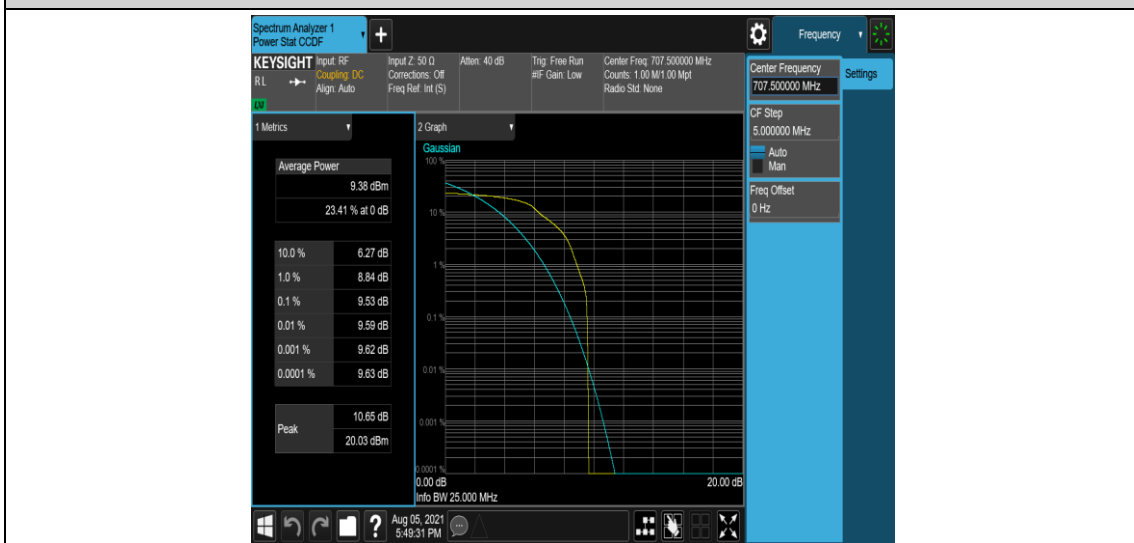 Spectrum Analyzer 1
Power Stat CCDF
+
Frequency
KEYSIGHT
RL
LXI
Input: RF
Coupling: DC
Align: Auto
Input Z: 50 Ω
Corrections: Off
Freq Ref: Int (S)
Atten: 40 dB
Trig: Free Run
#IF Gain: Low
Center Freq: 707.500000 MHz
Counts: 1.00 M/1.00 Mpt
Radio Std: None
Center Frequency
707.500000 MHz
Settings
CF Step
5.000000 MHz
Auto
Man
Freq Offset
0 Hz
1 Metrics
Average Power
9.38 dBm
23.41 % at 0 dB
10.0 % 6.27 dB
1.0 % 8.84 dB
0.1 % 9.53 dB
0.01 % 9.59 dB
0.001 % 9.62 dB
0.0001 % 9.63 dB
Peak
10.65 dB
20.03 dBm
2 Graph
Gaussian
100 %
10 %
1 %
0.1 %
0.01 %
0.001 %
0.0001 %
0.00 dB 20.00 dB
Info BW 25.000 MHz
?
Aug 05, 2021
5:49:31 PM